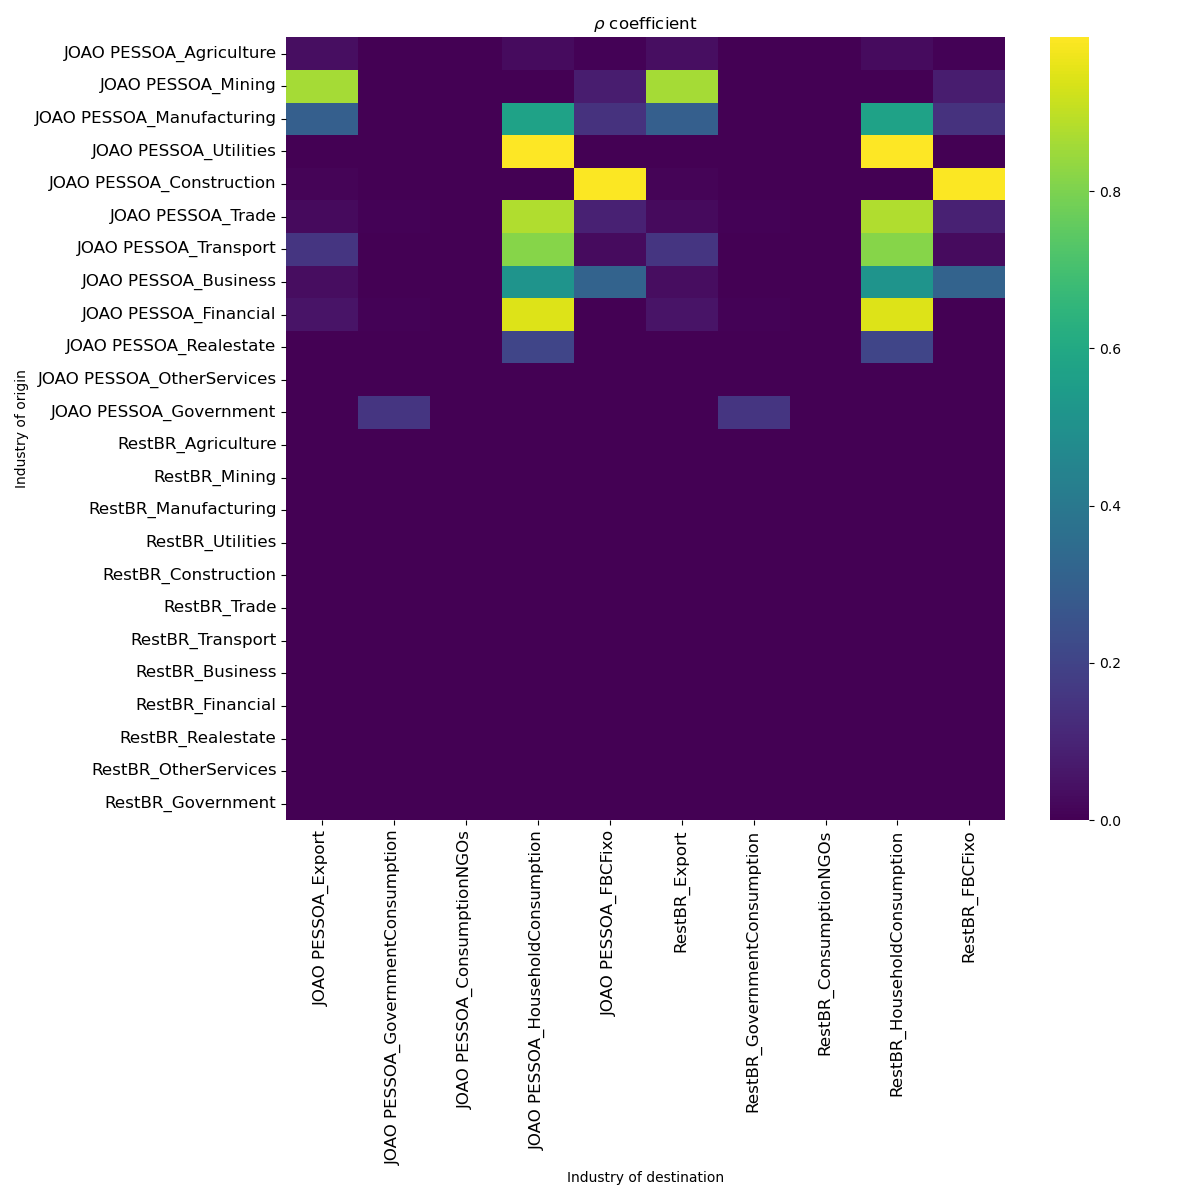 ρ coefficient
JOAO PESSOA_Agriculture
JOAO PESSOA_Mining
JOAO PESSOA_Manufacturing
JOAO PESSOA_Utilities
JOAO PESSOA_Construction
JOAO PESSOA_Trade
JOAO PESSOA_Transport
JOAO PESSOA_Business
JOAO PESSOA_Financial
JOAO PESSOA_Realestate
JOAO PESSOA_OtherServices
JOAO PESSOA_Government
RestBR_Agriculture
RestBR_Mining
RestBR_Manufacturing
RestBR_Utilities
RestBR_Construction
RestBR_Trade
RestBR_Transport
RestBR_Business
RestBR_Financial
RestBR_Realestate
RestBR_OtherServices
RestBR_Government
Industry of origin
0.8
0.6
0.4
0.2
0.0
JOAO PESSOA_Export
JOAO PESSOA_GovernmentConsumption
JOAO PESSOA_ConsumptionNGOs
JOAO PESSOA_HouseholdConsumption
JOAO PESSOA_FBCFixo
RestBR_Export
RestBR_GovernmentConsumption
RestBR_ConsumptionNGOs
RestBR_HouseholdConsumption
RestBR_FBCFixo
Industry of destination